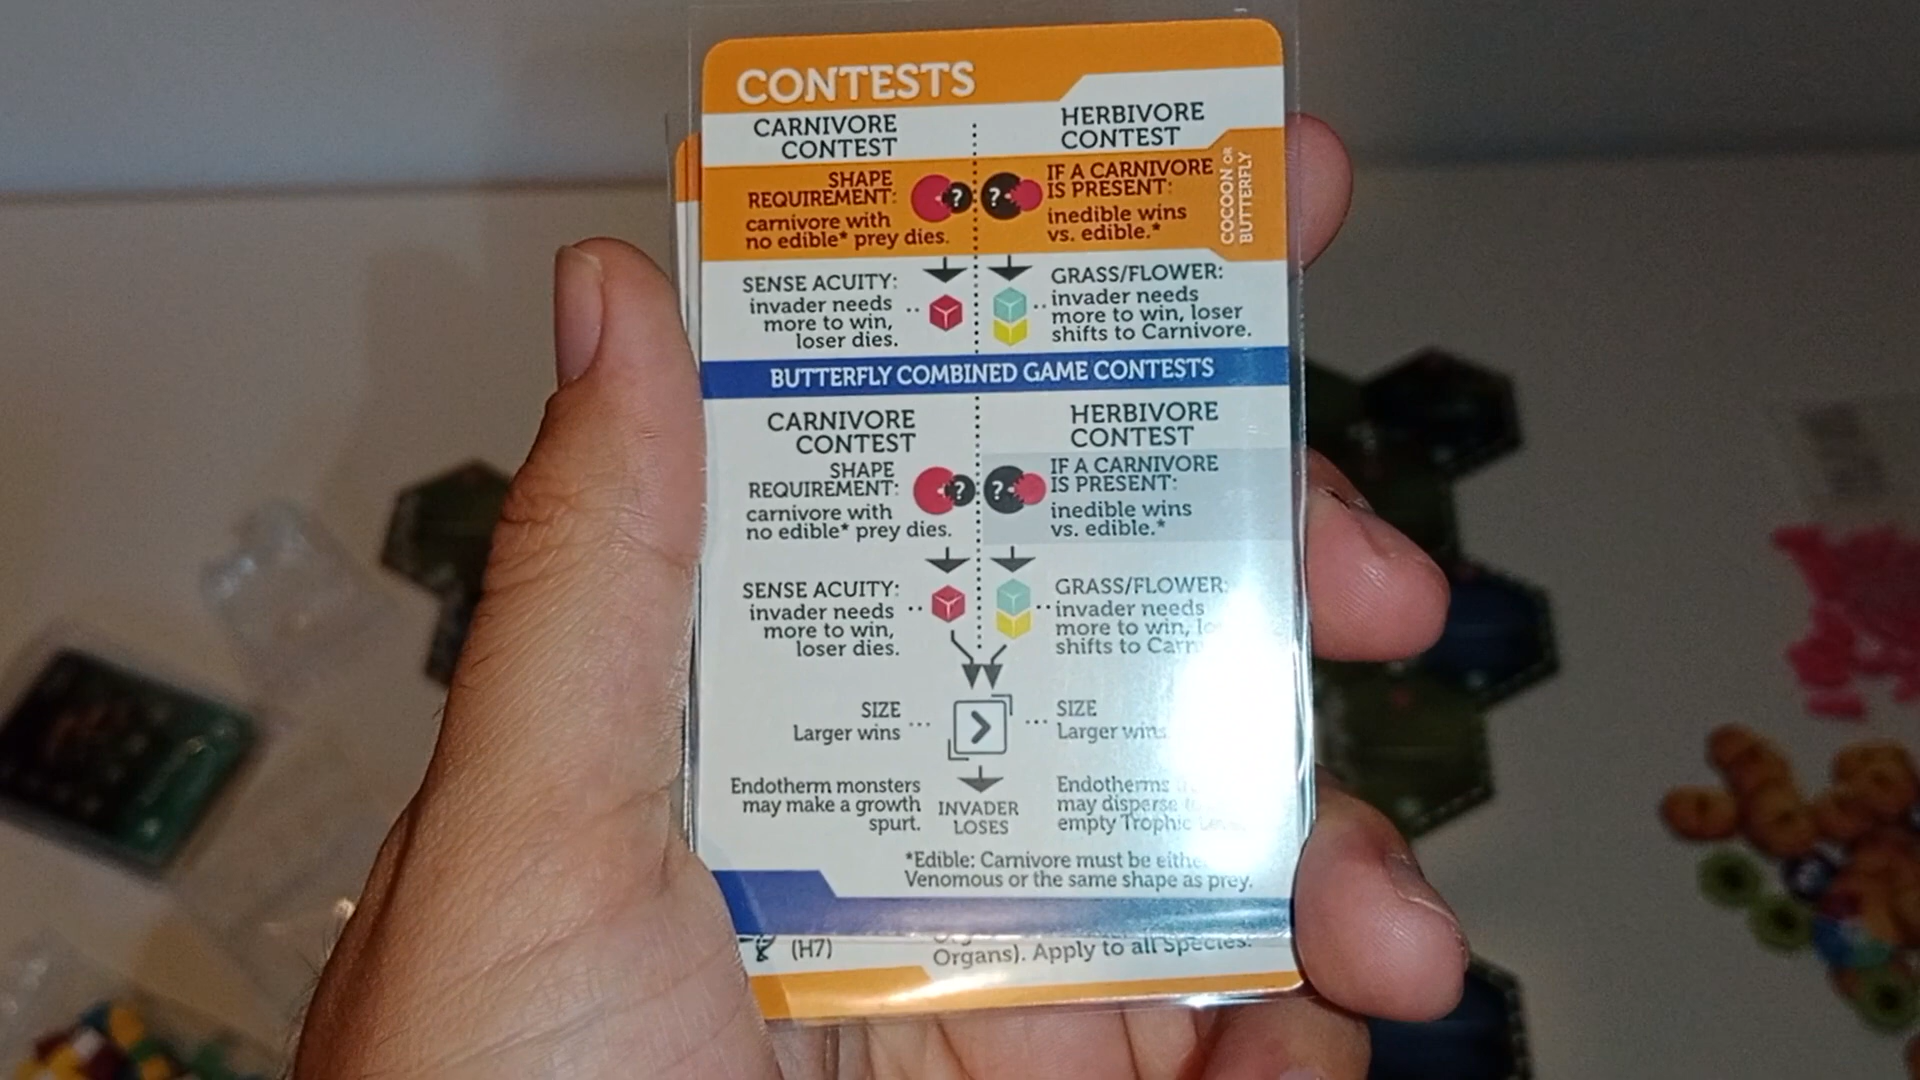 CONTESTS
CARNIVORE
CONTEST
SHAPE
REQUIREMENT:
carnivore with
no edible* prey dies.
?
SENSE ACUITY:
invader needs
more to win,
loser dies.
HERBIVORE
CONTEST
?
IF A CARNIVORE
IS PRESENT:
inedible wins
vs. edible.*
COCOON OR
BUTTERFLY
GRASS/FLOWER:
invader needs
more to win, loser
shifts to Carnivore.
BUTTERFLY COMBINED GAME CONTESTS
CARNIVORE
CONTEST
SHAPE
REQUIREMENT:
carnivore with
no edible* prey dies.
?
SENSE ACUITY:
invader needs
more to win,
loser dies.
HERBIVORE
CONTEST
?
IF A CARNIVORE
IS PRESENT:
inedible wins
vs. edible.*
GRASS/FLOWER:
invader needs
more to win,
shifts to
SIZE
Larger wins
>
SIZE
Larger wins
Endotherm monsters
may make a growth
spurt.
INVADER
LOSES
Endotherms
may disperse
empty Trophic
*Edible: Carnivore must be
Venomous or the same shape as prey.
(H7)
Organs). Apply to all Species.